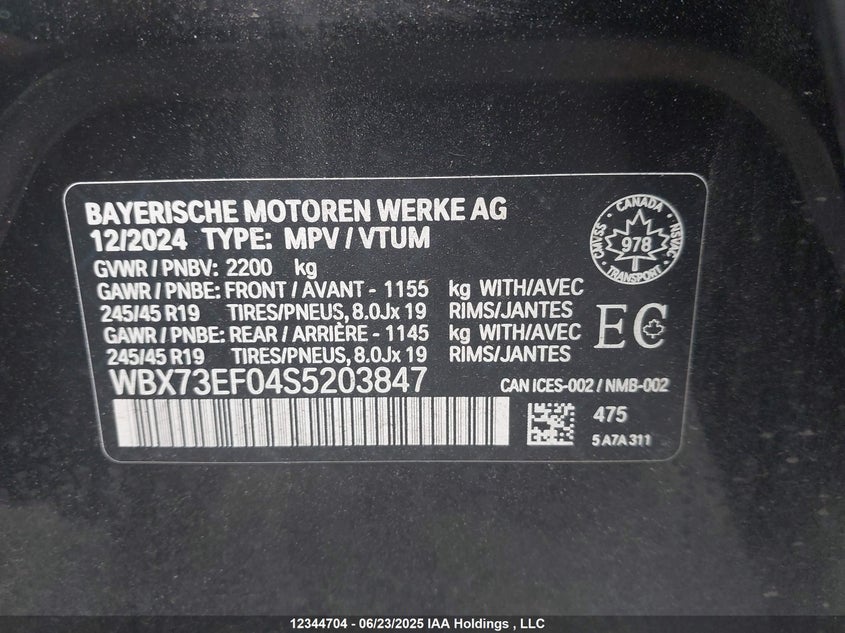 BAYERISCHE MOTOREN WERKE AG
12/2024 TYPE: MPV / VTUM
GVWR / PNBV: 2200 kg
GAWR / PNBE: FRONT / AVANT - 1155 kg WITH/AVEC
245/45 R19 TIRES/PNEUS, 8.0Jx 19 RIMS/JANTES
GAWR / PNBE: REAR / ARRIÈRE - 1145 kg WITH/AVEC
245/45 R19 TIRES/PNEUS, 8.0Jx 19 RIMS/JANTES
WBX73EF04S5203847
CANADA
CMVSS 978 NSVAC
TRANSPORT
EC
CAN ICES-002 / NMB-002
475
5 A7A 311
12344704 - 06/23/2025 IAA Holdings , LLC